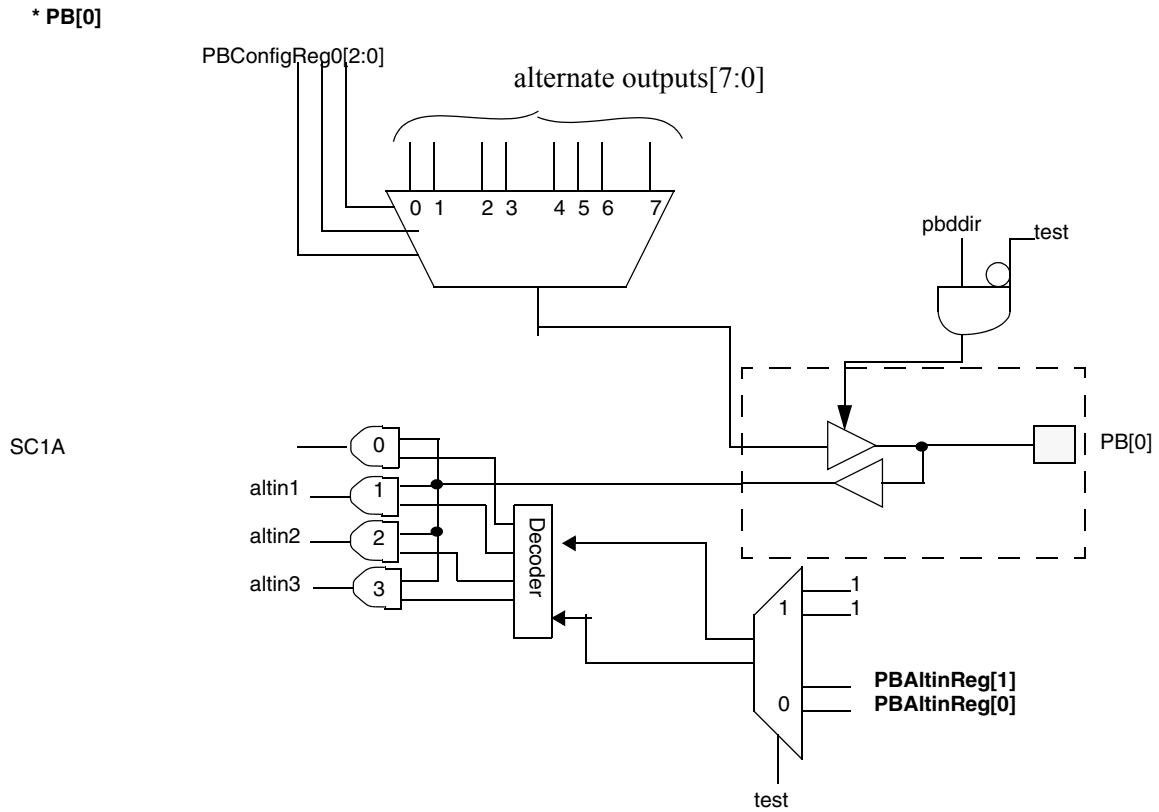 * PB[0]
PBConfigReg0[2:0]
alternate outputs[7:0]
0 1 2 3 4 5 6 7
pbddir
test
SC1A
0
PB[0]
altin1
1
altin2
2
altin3
3
Decoder
1
1
1
PBAltinReg[1]
0
PBAltinReg[0]
test